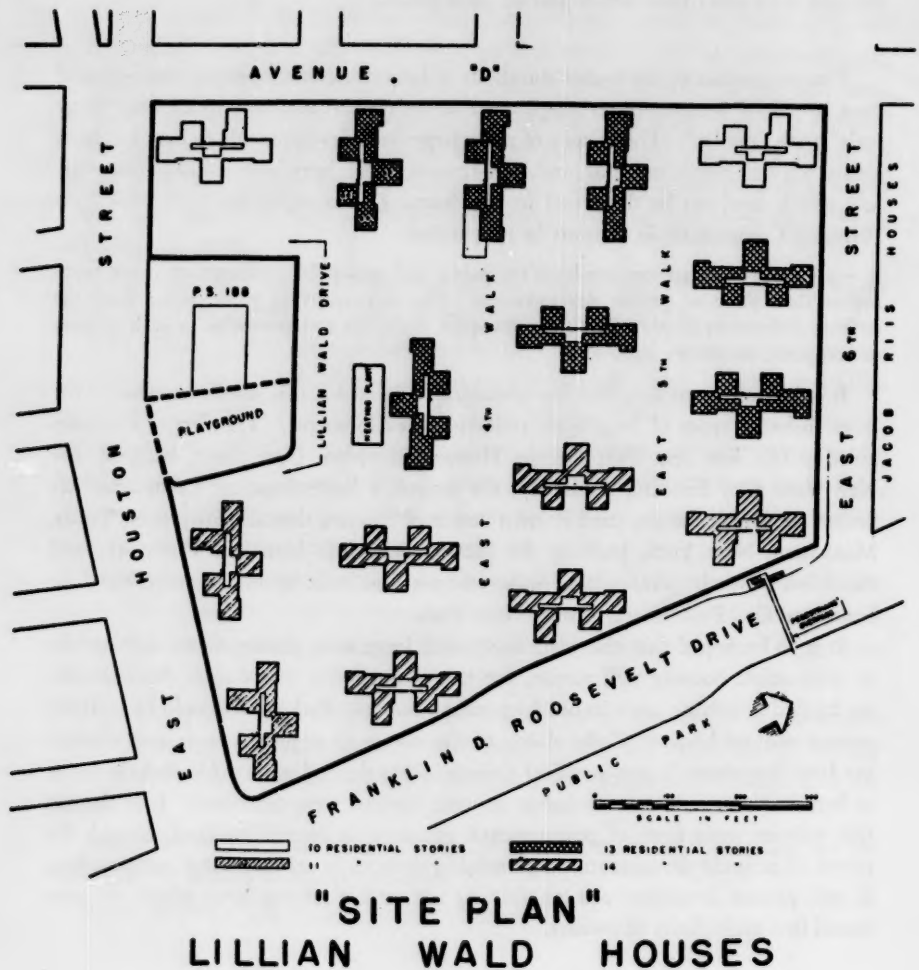 AVENUE. "D"
STREET
STREET
HOUSES
P.S. 188
LILLIAN WALD DRIVE
WALK
WALK
HEATING PLANT
PLAYGROUND
5TH
6TH
RIIS
HOUSTON
EAST 5TH
EAST
JACOB
EAST
EAST
FRANKLIN D. ROOSEVELT DRIVE
PUBLIC PARK
SCALE IN FEET
10 RESIDENTIAL STORIES
13 RESIDENTIAL STORIES
11 " "
14 " "
"SITE PLAN"
LILLIAN WALD HOUSES